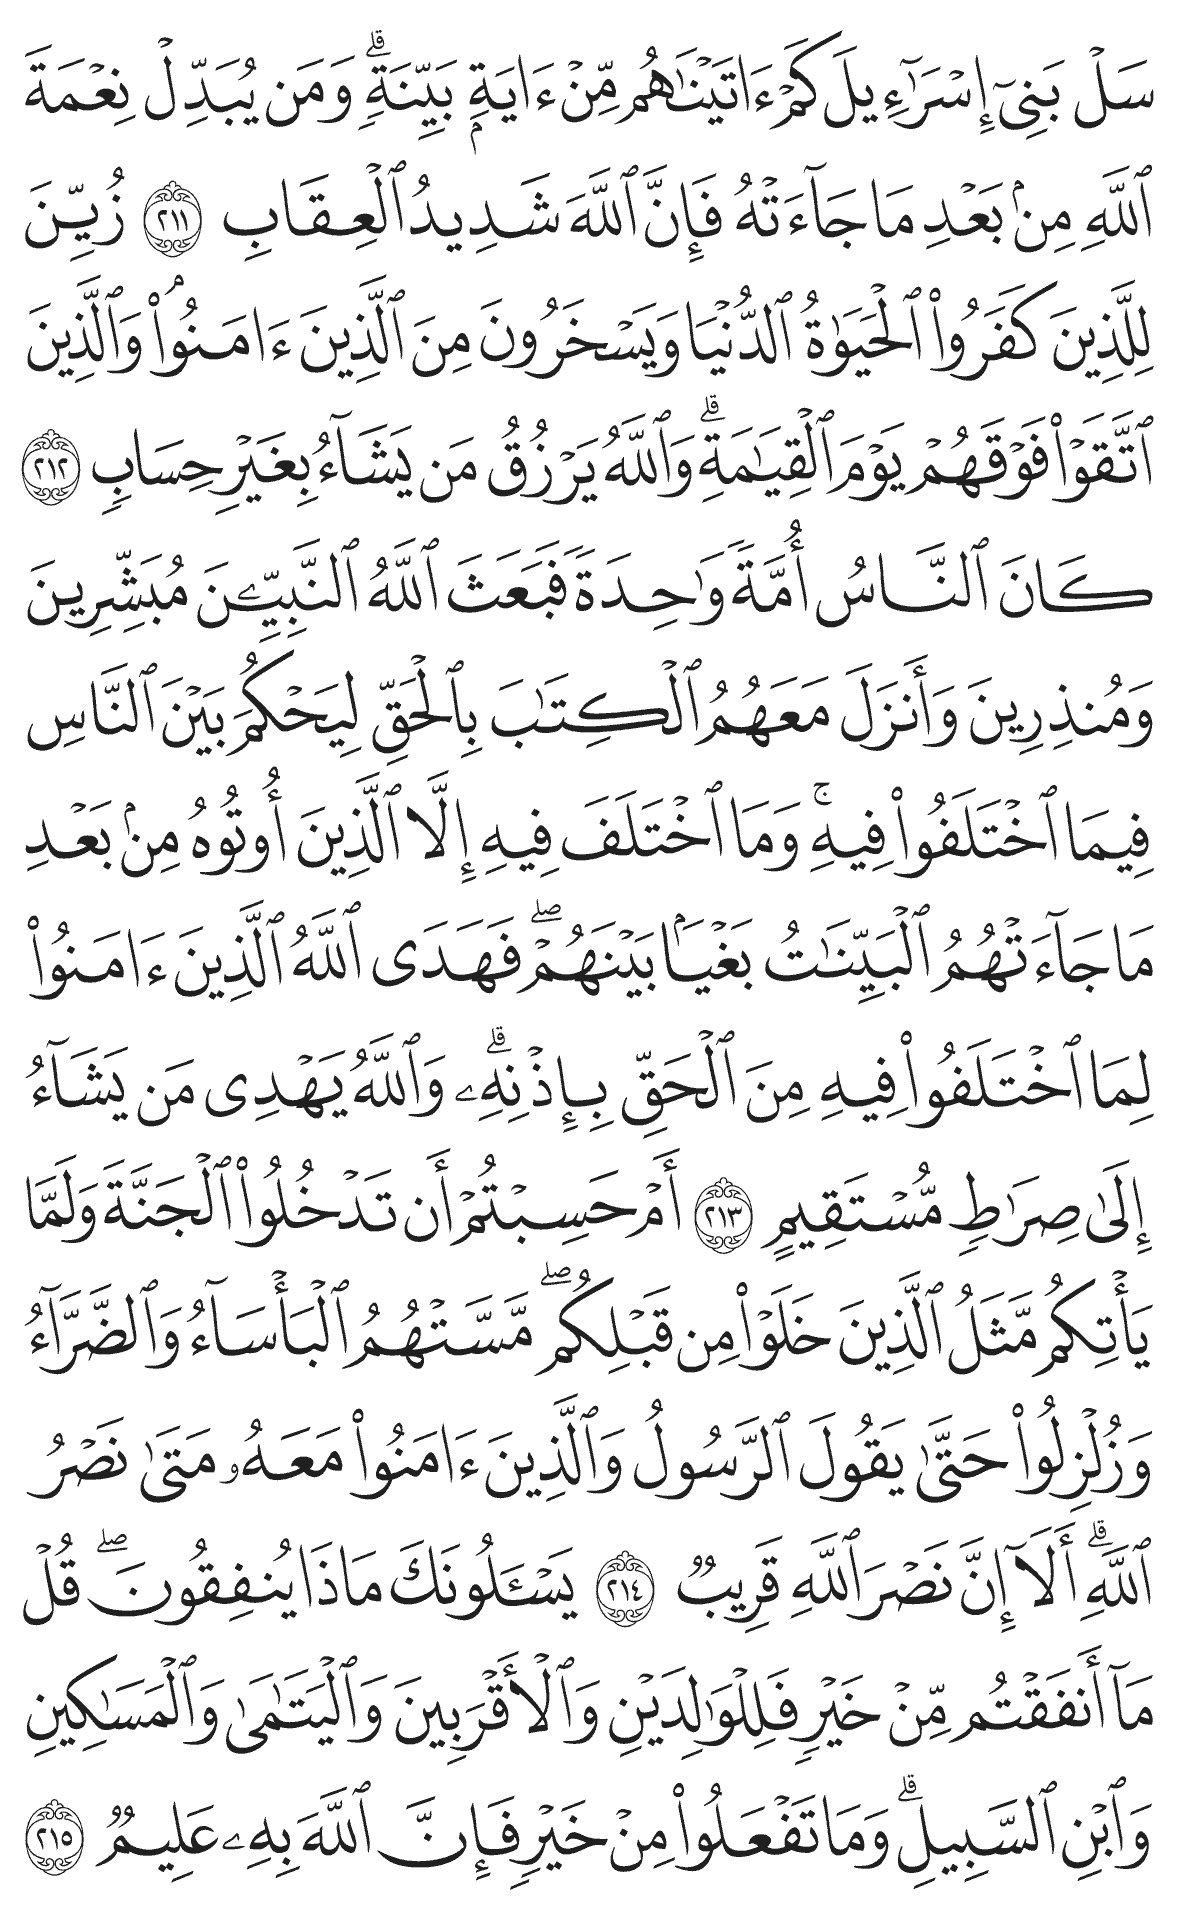 سَلۡ بَنِيٓ إِسۡرَٰٓءِيلَ كَمۡ ءَاتَيۡنَٰهُم مِّنۡ ءَايَةِۭ بَيِّنَةٖۗ وَمَن يُبَدِّلۡ نِعۡمَةَ
ٱللَّهِ مِنۢ بَعۡدِ مَا جَآءَتۡهُ فَإِنَّ ٱللَّهَ شَدِيدُ ٱلۡعِقَابِ ٢١١ زُيِّنَ
لِلَّذِينَ كَفَرُواْ ٱلۡحَيَوٰةُ ٱلدُّنۡيَا وَيَسۡخَرُونَ مِنَ ٱلَّذِينَ ءَامَنُواْۘ وَٱلَّذِينَ
ٱتَّقَوۡاْ فَوۡقَهُمۡ يَوۡمَ ٱلۡقِيَٰمَةِۗ وَٱللَّهُ يَرۡزُقُ مَن يَشَآءُ بِغَيۡرِ حِسَابٖ ٢١٢
كَانَ ٱلنَّاسُ أُمَّةٗ وَٰحِدَةٗ فَبَعَثَ ٱللَّهُ ٱلنَّبِيِّـۧنَ مُبَشِّرِينَ
وَمُنذِرِينَ وَأَنزَلَ مَعَهُمُ ٱلۡكِتَٰبَ بِٱلۡحَقِّ لِيَحۡكُمَ بَيۡنَ ٱلنَّاسِ
فِيمَا ٱخۡتَلَفُواْ فِيهِۚ وَمَا ٱخۡتَلَفَ فِيهِ إِلَّا ٱلَّذِينَ أُوتُوهُ مِنۢ بَعۡدِ
مَا جَآءَتۡهُمُ ٱلۡبَيِّنَٰتُ بَغۡيَۢا بَيۡنَهُمۡۖ فَهَدَى ٱللَّهُ ٱلَّذِينَ ءَامَنُواْ
لِمَا ٱخۡتَلَفُواْ فِيهِ مِنَ ٱلۡحَقِّ بِإِذۡنِهِۦۗ وَٱللَّهُ يَهۡدِي مَن يَشَآءُ
إِلَىٰ صِرَٰطٖ مُّسۡتَقِيمٍ ٢١٣ أَمۡ حَسِبۡتُمۡ أَن تَدۡخُلُواْ ٱلۡجَنَّةَ وَلَمَّا
يَأۡتِكُم مَّثَلُ ٱلَّذِينَ خَلَوۡاْ مِن قَبۡلِكُمۖ مَّسَّتۡهُمُ ٱلۡبَأۡسَآءُ وَٱلضَّرَّآءُ
وَزُلۡزِلُواْ حَتَّىٰ يَقُولَ ٱلرَّسُولُ وَٱلَّذِينَ ءَامَنُواْ مَعَهُۥ مَتَىٰ نَصۡرُ
ٱللَّهِۗ أَلَآ إِنَّ نَصۡرَ ٱللَّهِ قَرِيبٞ ٢١٤ يَسۡـَٔلُونَكَ مَاذَا يُنفِقُونَۖ قُلۡ
مَآ أَنفَقۡتُم مِّنۡ خَيۡرٖ فَلِلۡوَٰلِدَيۡنِ وَٱلۡأَقۡرَبِينَ وَٱلۡيَتَٰمَىٰ وَٱلۡمَسَٰكِينِ
وَٱبۡنِ ٱلسَّبِيلِۗ وَمَا تَفۡعَلُواْ مِنۡ خَيۡرٖ فَإِنَّ ٱللَّهَ بِهِۦ عَلِيمٞ ٢١٥